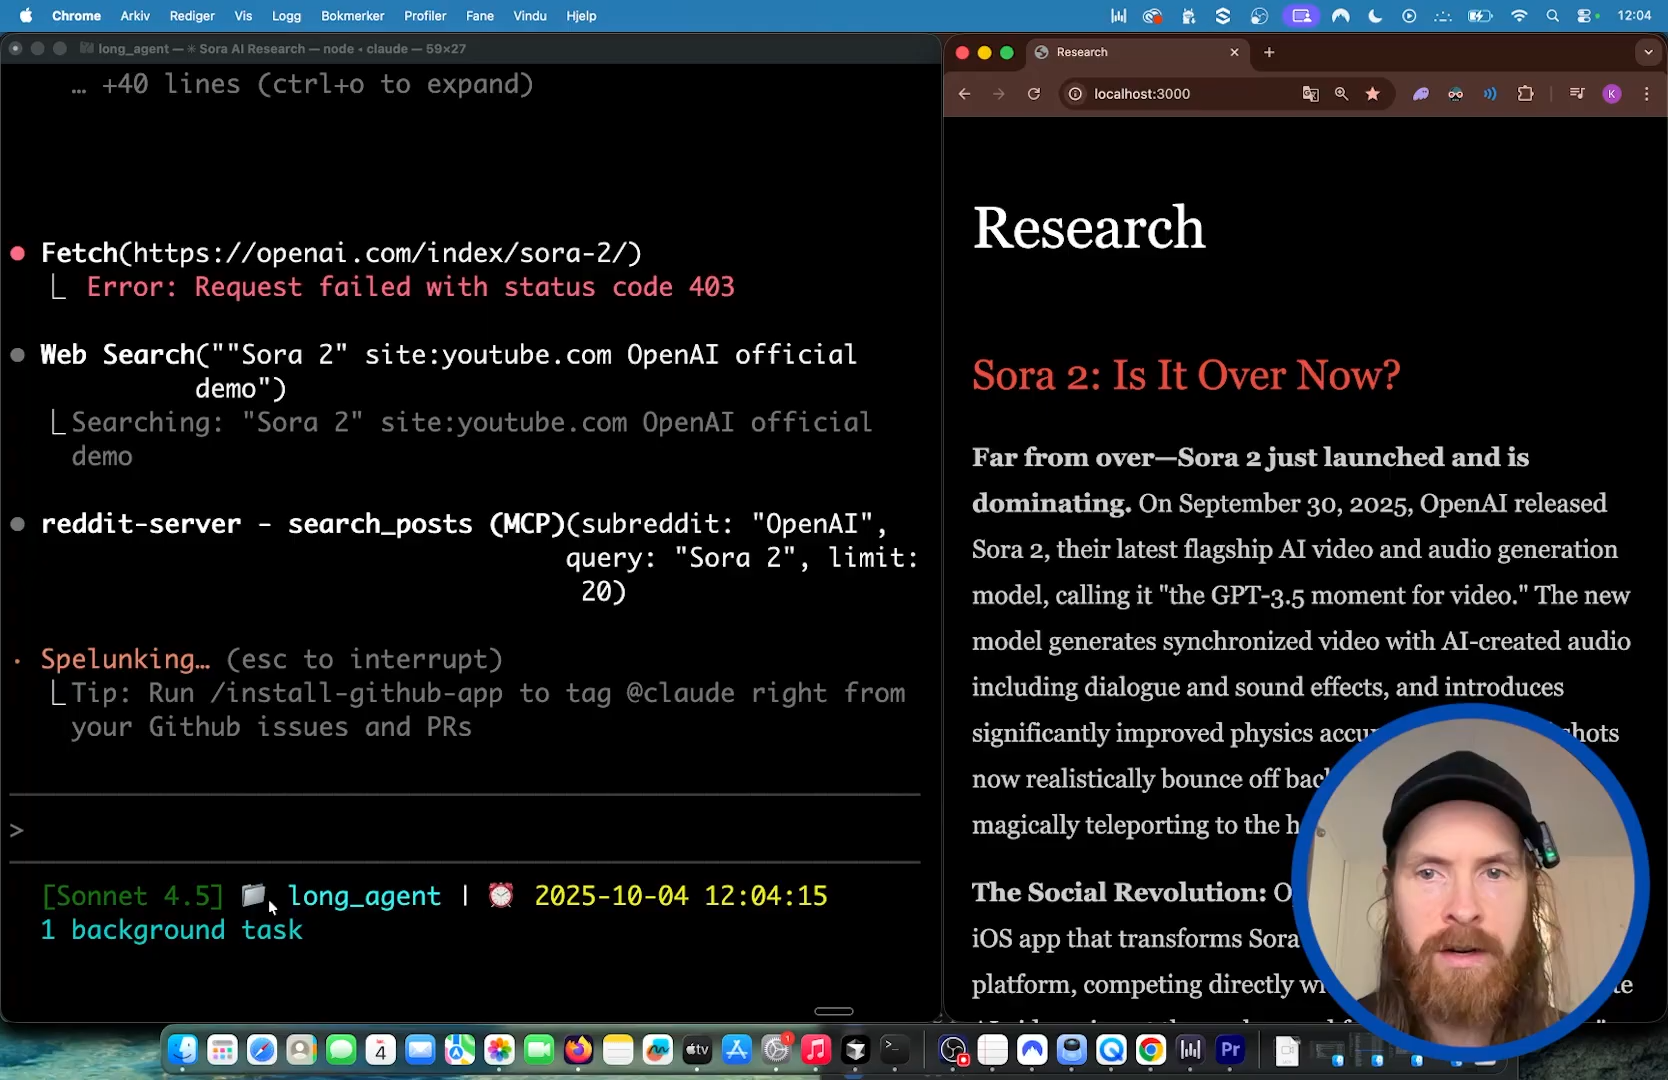 Chrome Arkiv Rediger Vis Logg Bokmerker Profiler Fane Vindu Hjelp 12:04
long_agent — ✳ Sora AI Research — node ◂ claude — 59×27
… +40 lines (ctrl+o to expand)
Fetch(https://openai.com/index/sora-2/)
Error: Request failed with status code 403
Web Search(""Sora 2" site:youtube.com OpenAI official
demo")
Searching: "Sora 2" site:youtube.com OpenAI official
demo
reddit-server - search_posts (MCP)(subreddit: "OpenAI",
query: "Sora 2", limit:
20)
· Spelunking… (esc to interrupt)
Tip: Run /install-github-app to tag @claude right from
your Github issues and PRs
>
[Sonnet 4.5] long_agent | 2025-10-04 12:04:15
1 background task
Research
localhost:3000
K
Research
Sora 2: Is It Over Now?
Far from over—Sora 2 just launched and is
dominating. On September 30, 2025, OpenAI released
Sora 2, their latest flagship AI video and audio generation
model, calling it "the GPT-3.5 moment for video." The new
model generates synchronized video with AI-created audio
including dialogue and sound effects, and introduces
significantly improved physics shots
now realistically bounce off
magically teleporting to the
The Social Revolution:
iOS app that transforms Sora
platform, competing directly
4
tv
1
Pr